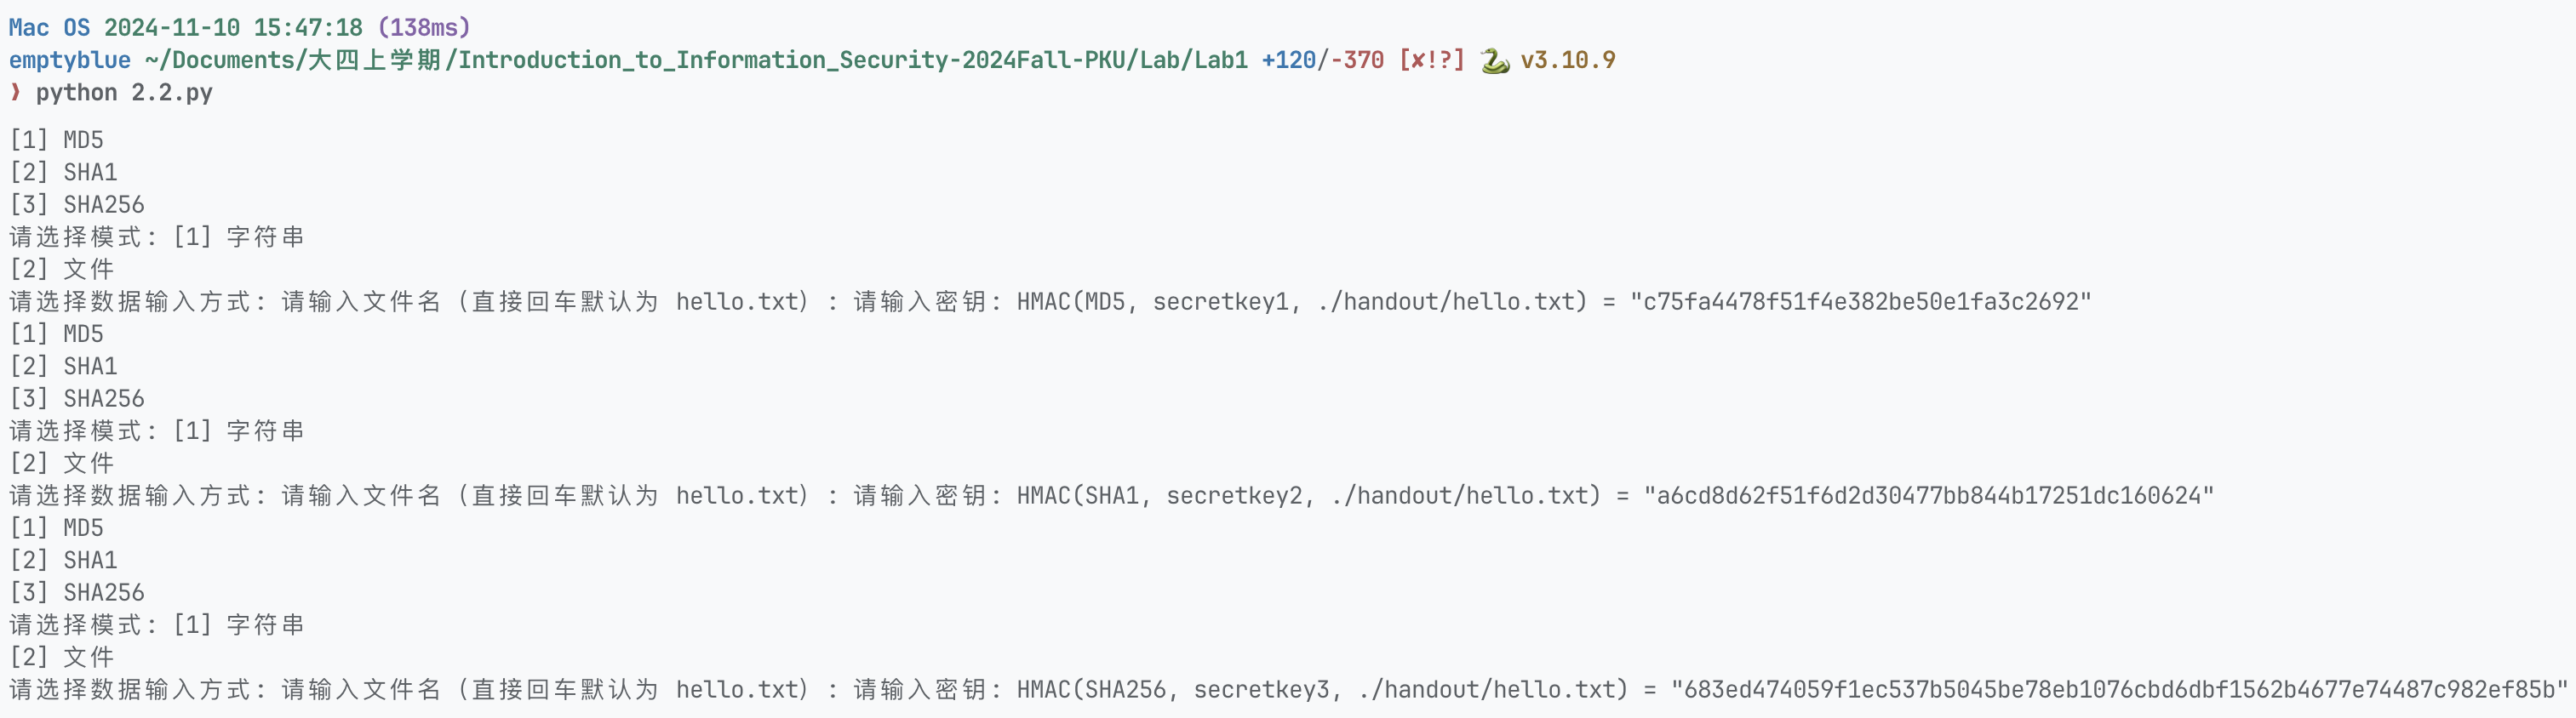 Mac OS 2024-11-10 15:47:18 (138ms)
emptyblue ~/Documents/大四上学期/Introduction_to_Information_Security-2024Fall-PKU/Lab/Lab1 +120/-370 [✘!?] 🐍 v3.10.9
❯ python 2.2.py
[1] MD5
[2] SHA1
[3] SHA256
请选择模式: [1] 字符串
[2] 文件
请选择数据输入方式: 请输入文件名（直接回车默认为 hello.txt）: 请输入密钥: HMAC(MD5, secretkey1, ./handout/hello.txt) = "c75fa4478f51f4e382be50e1fa3c2692"
[1] MD5
[2] SHA1
[3] SHA256
请选择模式: [1] 字符串
[2] 文件
请选择数据输入方式: 请输入文件名（直接回车默认为 hello.txt）: 请输入密钥: HMAC(SHA1, secretkey2, ./handout/hello.txt) = "a6cd8d62f51f6d2d30477bb844b17251dc160624"
[1] MD5
[2] SHA1
[3] SHA256
请选择模式: [1] 字符串
[2] 文件
请选择数据输入方式: 请输入文件名（直接回车默认为 hello.txt）: 请输入密钥: HMAC(SHA256, secretkey3, ./handout/hello.txt) = "683ed474059f1ec537b5045be78eb1076cbd6dbf1562b4677e74487c982ef85b"